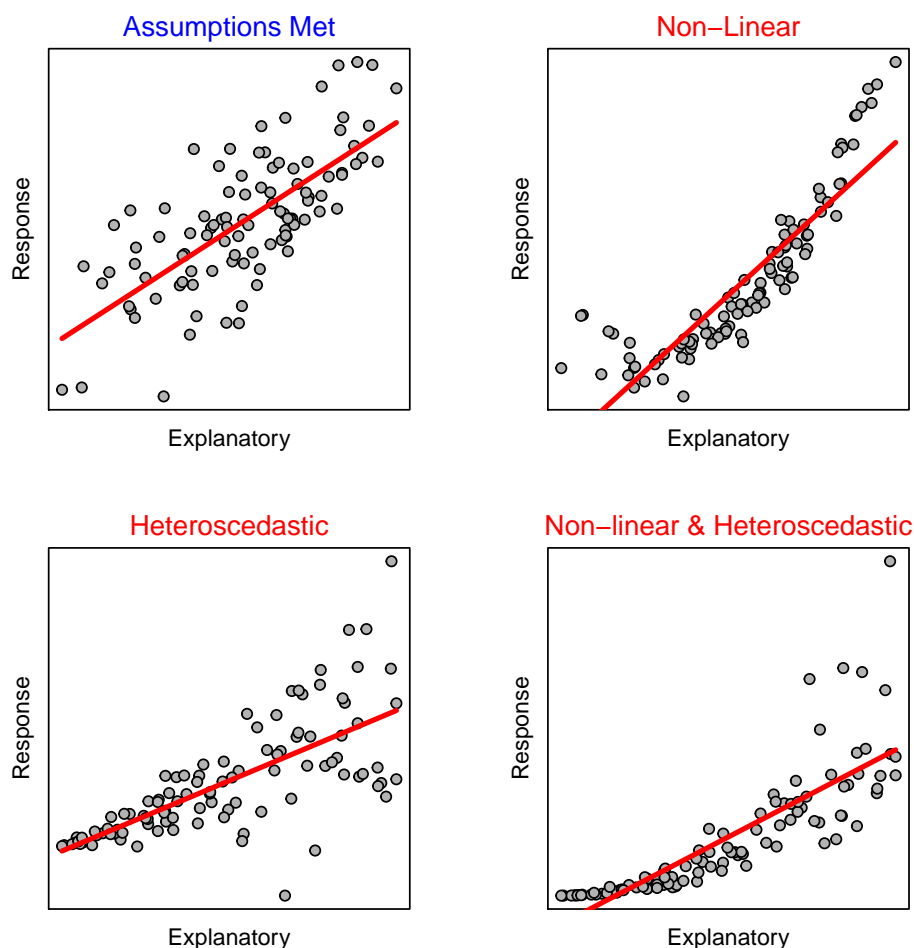 Assumptions Met
Response
Explanatory
Non−Linear
Response
Explanatory
Heteroscedastic
Response
Explanatory
Non−linear & Heteroscedastic
Response
Explanatory